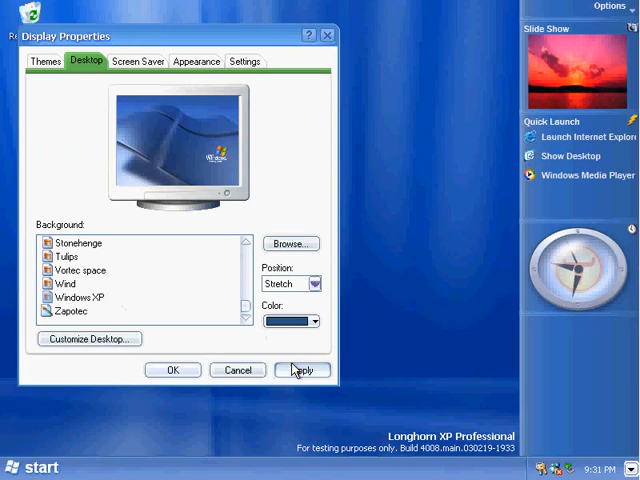 Options
Display Properties
Slide Show
Themes
Desktop
Screen Saver
Appearance
Settings
Quick Launch
Launch Internet Explor
Show Desktop
Windows Media Player
Background:
Stonehenge
Tulips
Vortec space
Wind
Windows XP
Zapotec
Browse...
Position:
Stretch
Color:
Customize Desktop...
OK
Cancel
Longhorn XP Professional
For testing purposes only. Build 4008.main.030219-1933
start
9:31 PM